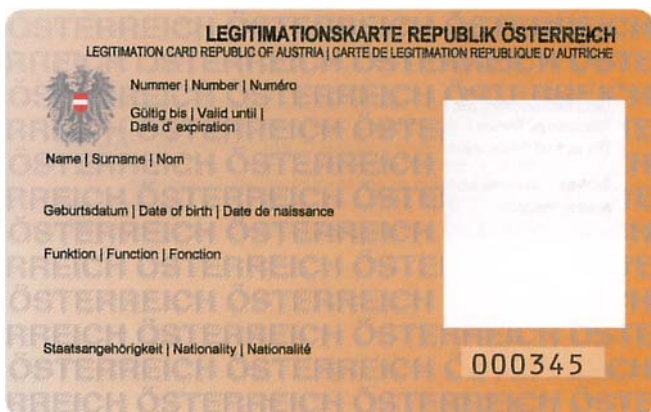 LEGITIMATIONSKARTE REPUBLIK ÖSTERREICH
LEGITIMATION CARD REPUBLIC OF AUSTRIA | CARTE DE LEGITIMATION REPUBLIQUE D' AUTRICHE
Nummer | Number | Numéro
Gültig bis | Valid until |
Date d' expiration
Name | Surname | Nom
Geburtsdatum | Date of birth | Date de naissance
Funktion | Function | Fonction
Staatsangehörigkeit | Nationality | Nationalité
000345